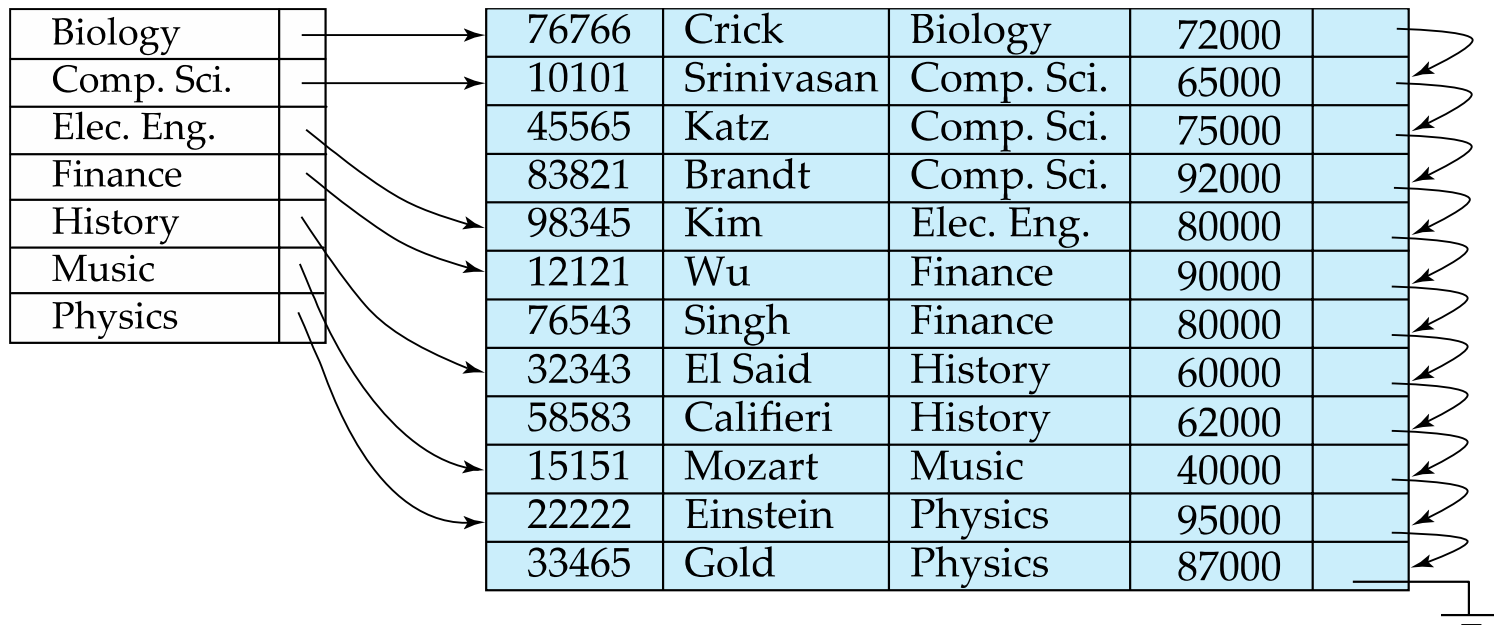 Biology
Comp. Sci.
Elec. Eng.
Finance
History
Music
Physics
76766 Crick Biology 72000
10101 Srinivasan Comp. Sci. 65000
45565 Katz Comp. Sci. 75000
83821 Brandt Comp. Sci. 92000
98345 Kim Elec. Eng. 80000
12121 Wu Finance 90000
76543 Singh Finance 80000
32343 El Said History 60000
58583 Califieri History 62000
15151 Mozart Music 40000
22222 Einstein Physics 95000
33465 Gold Physics 87000